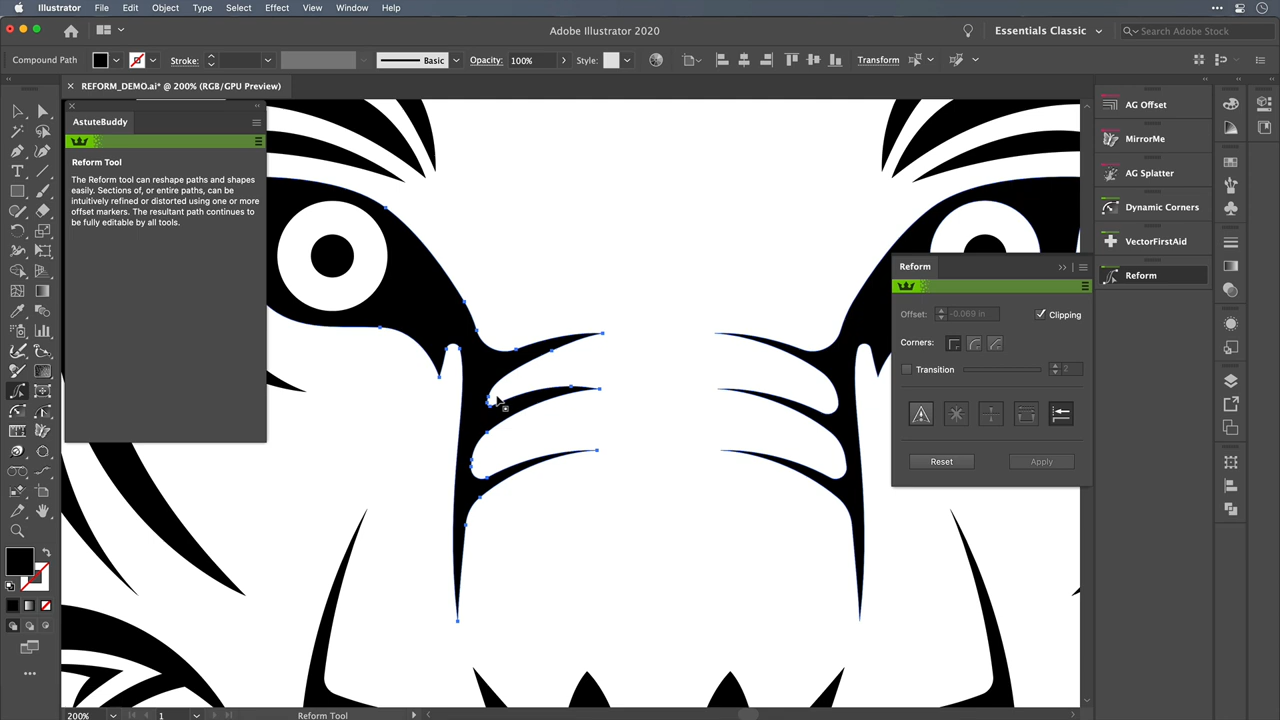 Illustrator File Edit Object Type Select Effect View Window Help
Adobe Illustrator 2020
Essentials Classic
Search Adobe Stock
Compound Path
Stroke:
Basic
Opacity: 100%
Style:
Transform
REFORM_DEMO.ai* @ 200% (RGB/GPU Preview)
AstuteBuddy
Reform Tool
The Reform tool can reshape paths and shapes
easily. Sections of, or entire paths, can be
intuitively refined or distorted using one or more
offset markers. The resultant path continues to
be fully editable by all tools.
AG Offset
MirrorMe
AG Splatter
Dynamic Corners
VectorFirstAid
Reform
Reform
Offset: -0.069 in Clipping
Corners:
Transition 2
Reset Apply
200% 1 Reform Tool